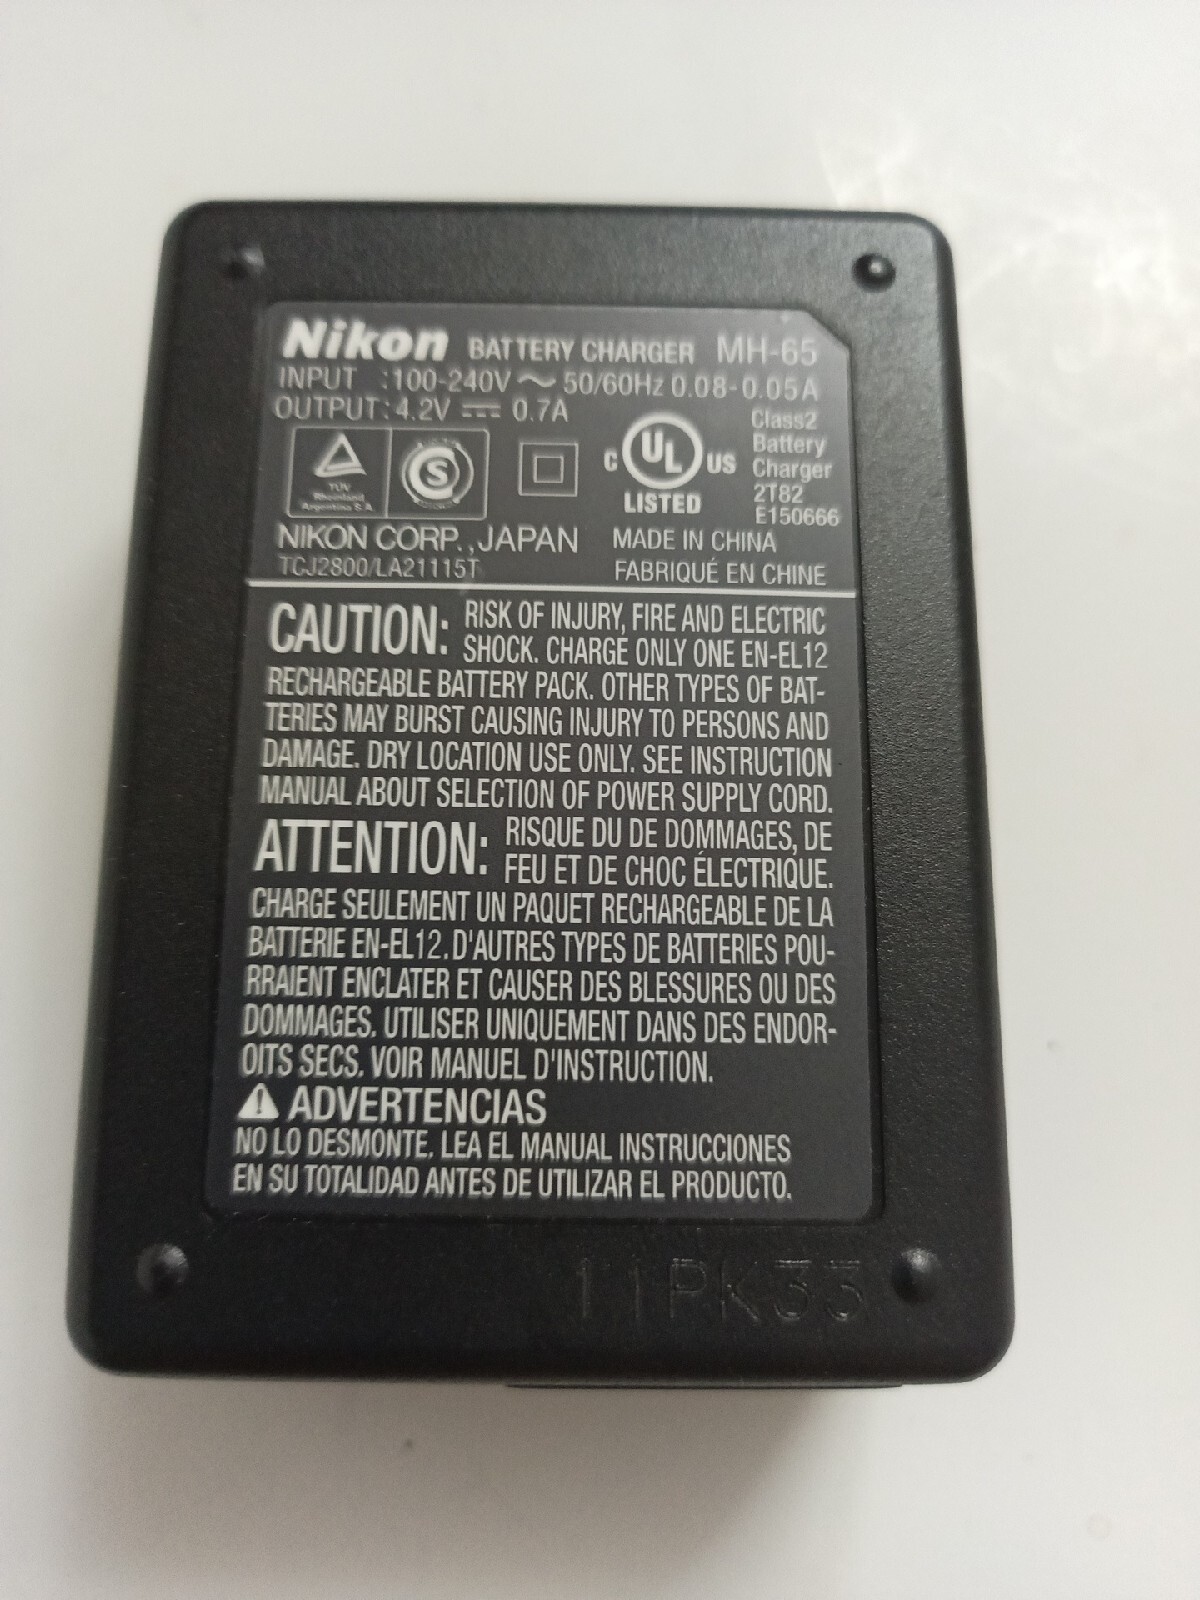 Nikon BATTERY CHARGER MH-65
INPUT :100-240V ~ 50/60Hz 0.08-0.05A
OUTPUT:4.2V ⎓ 0.7A
TÜV
Rheinland
Argentina S.A.
S
C UL US
LISTED
Class2
Battery
Charger
2T82
E150666
NIKON CORP.,JAPAN
TCJ2800/LA21115T
MADE IN CHINA
FABRIQUÉ EN CHINE
CAUTION: RISK OF INJURY, FIRE AND ELECTRIC
SHOCK. CHARGE ONLY ONE EN-EL12
RECHARGEABLE BATTERY PACK. OTHER TYPES OF BAT-
TERIES MAY BURST CAUSING INJURY TO PERSONS AND
DAMAGE. DRY LOCATION USE ONLY. SEE INSTRUCTION
MANUAL ABOUT SELECTION OF POWER SUPPLY CORD.
ATTENTION: RISQUE DU DE DOMMAGES, DE
FEU ET DE CHOC ÉLECTRIQUE.
CHARGE SEULEMENT UN PAQUET RECHARGEABLE DE LA
BATTERIE EN-EL12. D'AUTRES TYPES DE BATTERIES POU-
RRAIENT ENCLATER ET CAUSER DES BLESSURES OU DES
DOMMAGES. UTILISER UNIQUEMENT DANS DES ENDOR-
OITS SECS. VOIR MANUEL D'INSTRUCTION.
⚠ ADVERTENCIAS
NO LO DESMONTE. LEA EL MANUAL INSTRUCCIONES
EN SU TOTALIDAD ANTES DE UTILIZAR EL PRODUCTO.
11PK33